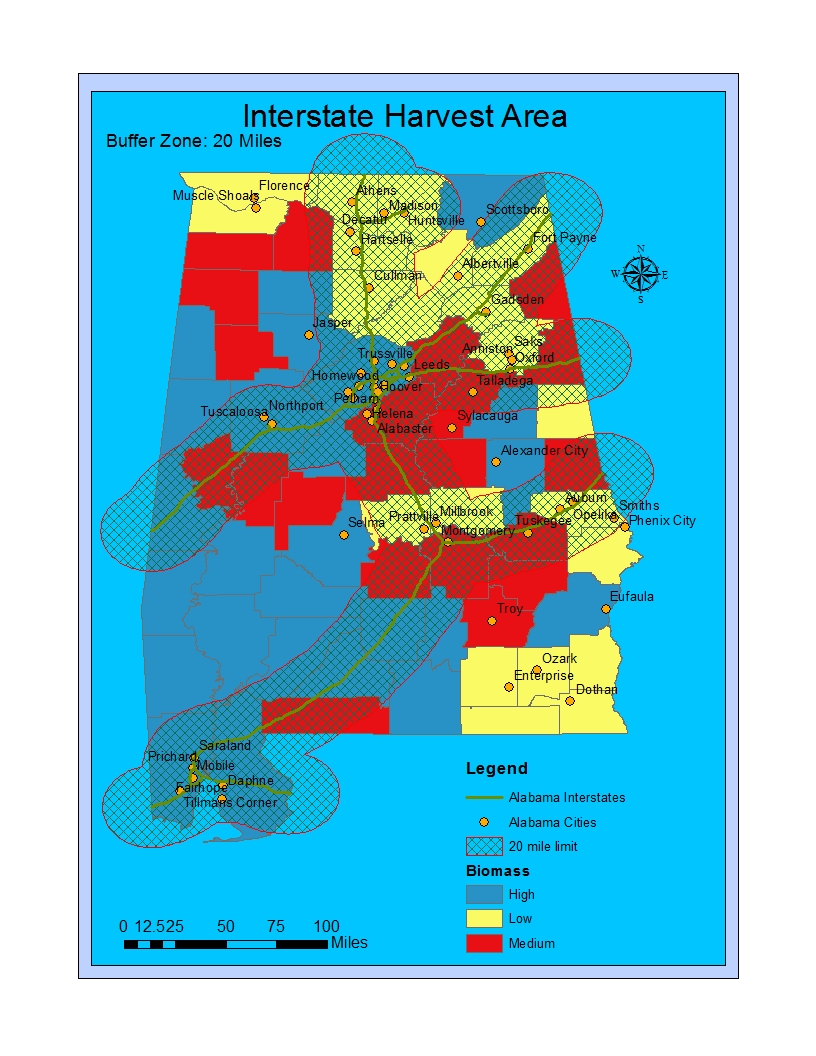 Interstate Harvest Area
Buffer Zone: 20 Miles
Florence
Muscle Shoals
Athens
Madison
Scottsboro
Decatur
Huntsville
Hartselle
Fort Payne
Albertville
Cullman
Gadsden
Jasper
Saks
Anniston
Trussville
Oxford
Leeds
Homewood
Talladega
Hoover
Pelham
Northport
Tuscaloosa
Helena
Sylacauga
Alabaster
Alexander City
Auburn
Smiths
Millbrook
Prattville
Opelika
Selma
Tuskegee
Phenix City
Montgomery
Eufaula
Troy
Ozark
Enterprise
Dothan
Saraland
Prichard
Mobile
Daphne
Fairhope
Tillmans Corner
N
W
E
S
Legend
Alabama Interstates
Alabama Cities
20 mile limit
Biomass
High
Low
Medium
0 12.525 50 75 100
Miles